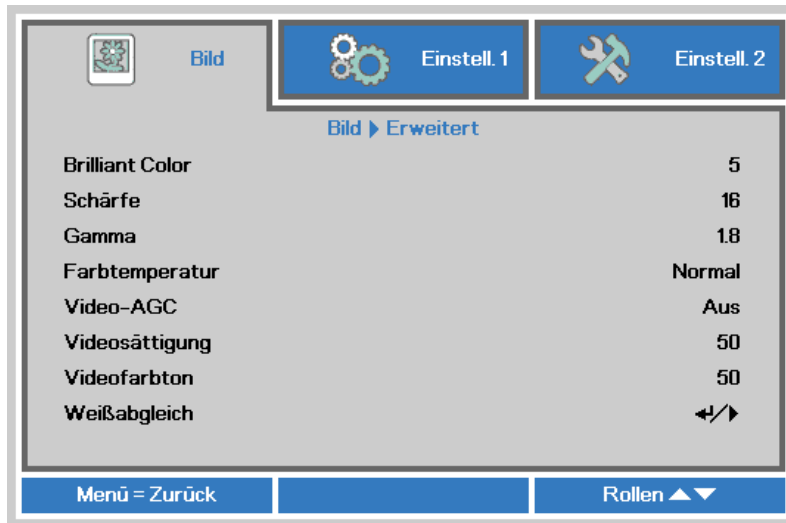 Bild Einstell. 1 Einstell. 2
Bild ▶ Erweitert
Brilliant Color 5
Schärfe 16
Gamma 1.8
Farbtemperatur Normal
Video-AGC Aus
Videosättigung 50
Videofarbton 50
Weißabgleich ↵/▶
Menü = Zurück Rollen ▲▼